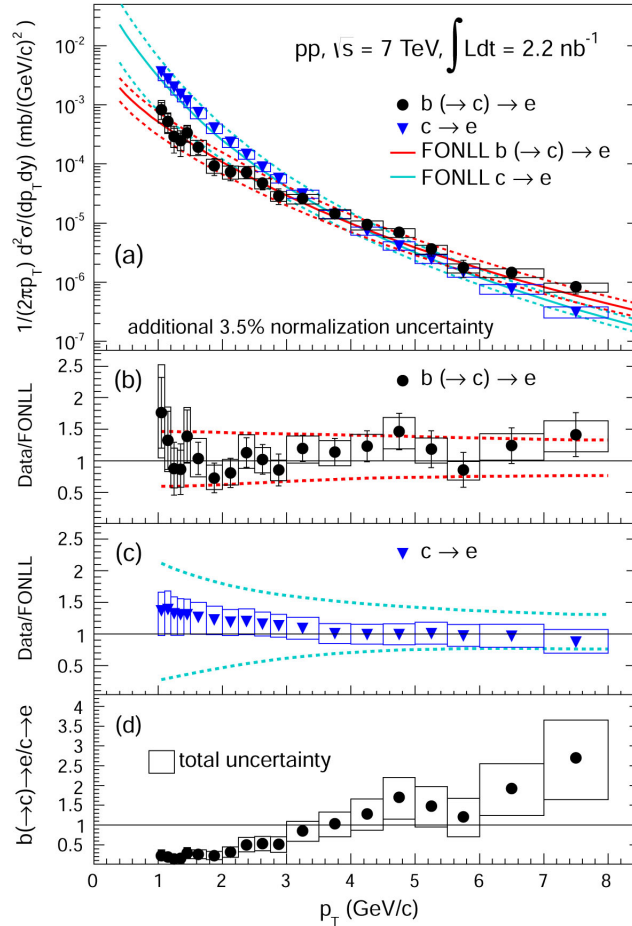 pp, √s = 7 TeV, ∫Ldt = 2.2 nb⁻¹
b (→ c) → e
c → e
FONLL b (→ c) → e
FONLL c → e
1/(2πp_T) d²σ/(dp_Tdy) (mb/(GeV/c)²)
10⁻²
10⁻³
10⁻⁴
10⁻⁵
10⁻⁶
10⁻⁷
(a)
additional 3.5% normalization uncertainty
(b)
b (→ c) → e
Data/FONLL
2.5
2
1.5
1
0.5
(c)
c → e
Data/FONLL
2.5
2
1.5
1
0.5
(d)
total uncertainty
b(→c)→e/c→e
4
3.5
3
2.5
2
1.5
1
0.5
0 1 2 3 4 5 6 7 8
p_T (GeV/c)